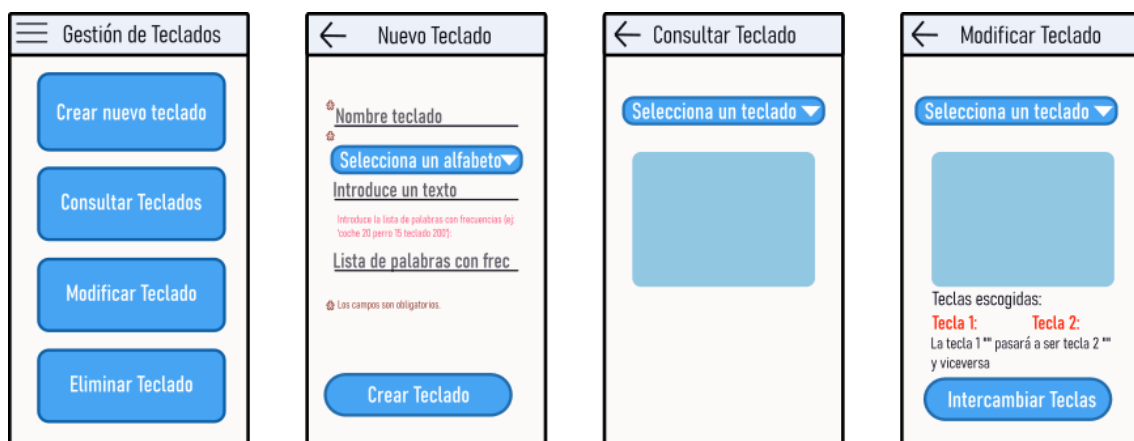 Gestión de Teclados
Crear nuevo teclado
Consultar Teclados
Modificar Teclado
Eliminar Teclado
Nuevo Teclado
Nombre teclado
Selecciona un alfabeto
Introduce un texto
Introduce la lista de palabras con frecuencias (ej:
'coche 20 perro 15 teclado 200'):
Lista de palabras con frec
Los campos son obligatorios.
Crear Teclado
Consultar Teclado
Selecciona un teclado
Modificar Teclado
Selecciona un teclado
Teclas escogidas:
Tecla 1: Tecla 2:
La tecla 1 "" pasará a ser tecla 2 ""
y viceversa
Intercambiar Teclas